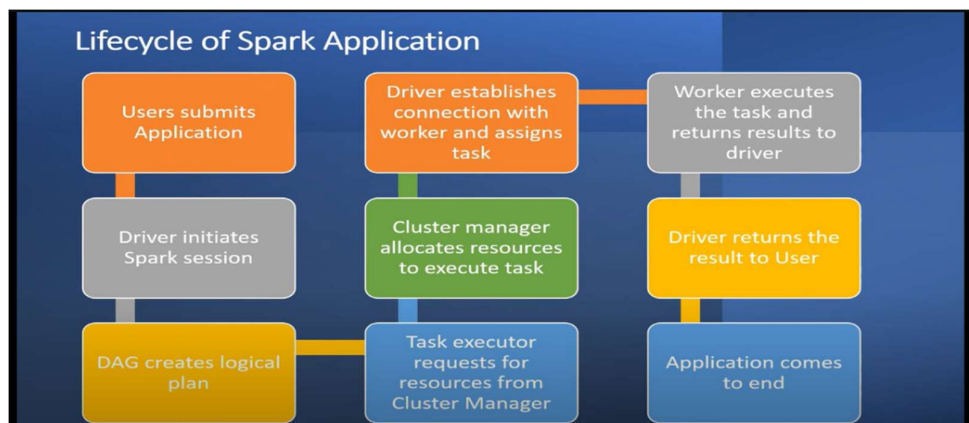 Lifecycle of Spark Application
Users submits
Application
Driver initiates
Spark session
DAG creates logical
plan
Task executor
requests for
resources from
Cluster Manager
Cluster manager
allocates resources
to execute task
Driver establishes
connection with
worker and assigns
task
Worker executes
the task and
returns results to
driver
Driver returns the
result to User
Application comes
to end